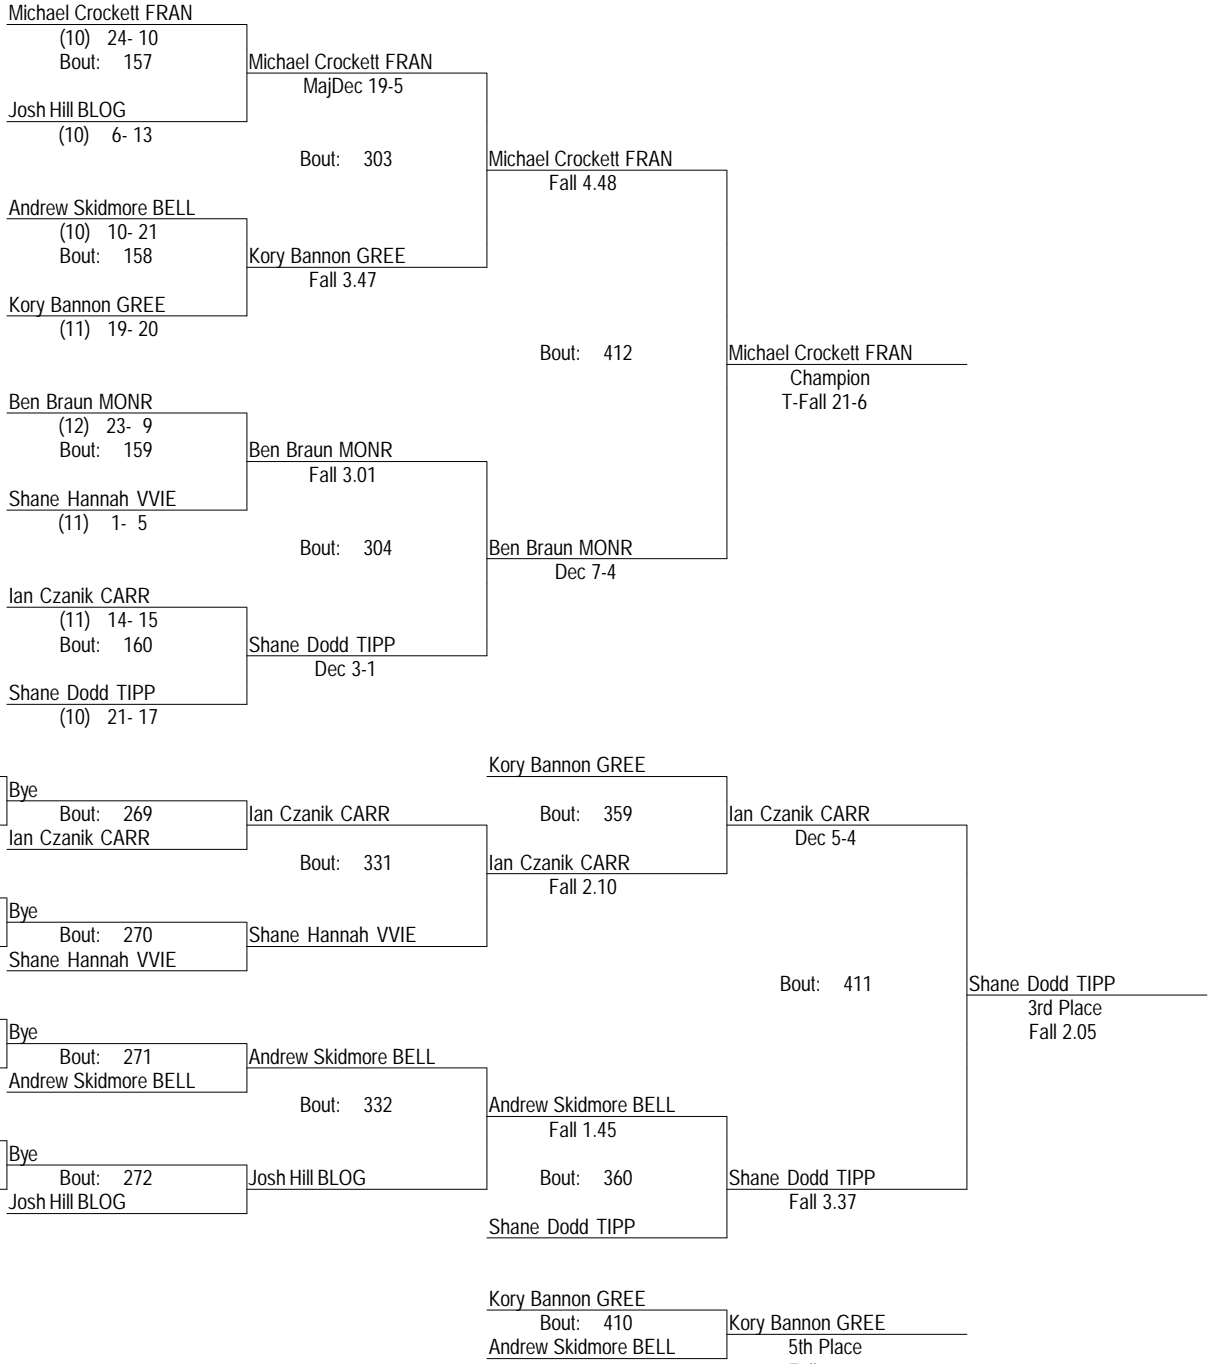 Michael Crockett FRAN
(10) 24- 10
Bout: 157
Michael Crockett FRAN
MajDec 19-5
Josh Hill BLOG
(10) 6- 13
Bout: 303
Michael Crockett FRAN
Fall 4.48
Andrew Skidmore BELL
(10) 10- 21
Bout: 158
Kory Bannon GREE
Fall 3.47
Kory Bannon GREE
(11) 19- 20
Bout: 412
Michael Crockett FRAN
Champion
T-Fall 21-6
Ben Braun MONR
(12) 23- 9
Bout: 159
Ben Braun MONR
Fall 3.01
Shane Hannah VVIE
(11) 1- 5
Bout: 304
Ben Braun MONR
Dec 7-4
Ian Czanik CARR
(11) 14- 15
Bout: 160
Shane Dodd TIPP
Dec 3-1
Shane Dodd TIPP
(10) 21- 17
Kory Bannon GREE
Bye
Bout: 269
Ian Czanik CARR
Ian Czanik CARR
Bout: 359
Ian Czanik CARR
Dec 5-4
Bout: 331
Ian Czanik CARR
Fall 2.10
Bye
Bout: 270
Shane Hannah VVIE
Shane Hannah VVIE
Bout: 411
Shane Dodd TIPP
3rd Place
Fall 2.05
Bye
Bout: 271
Andrew Skidmore BELL
Andrew Skidmore BELL
Bout: 332
Andrew Skidmore BELL
Fall 1.45
Bye
Bout: 272
Josh Hill BLOG
Josh Hill BLOG
Bout: 360
Shane Dodd TIPP
Fall 3.37
Shane Dodd TIPP
Kory Bannon GREE
Bout: 410
Kory Bannon GREE
Andrew Skidmore BELL
5th Place